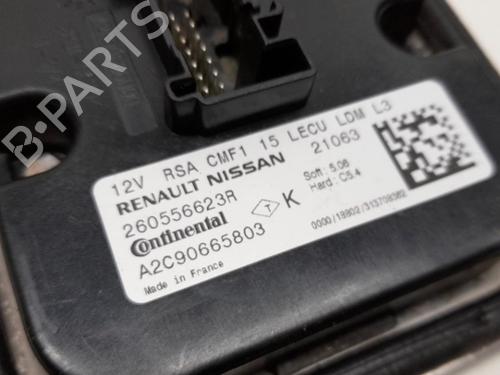 12V RSA CMF1 15 LECU LDM L3
RENAULT NISSAN 21063
260556623R
Soft: 5.06
Hard: C5.4
Continental
K
A2C90665803
0000/18802/313708382
Made in France
B-PARTS